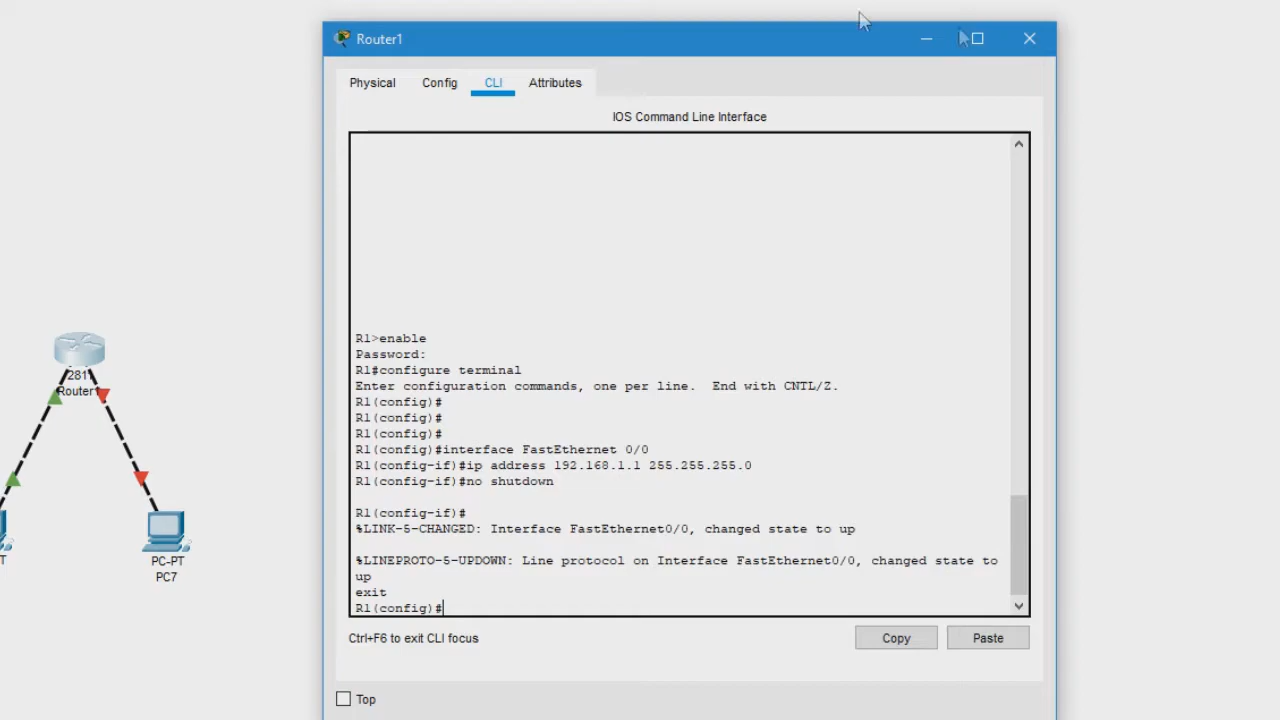 Router1
Physical Config CLI Attributes
IOS Command Line Interface
R1>enable
Password:
R1#configure terminal
Enter configuration commands, one per line.  End with CNTL/Z.
R1(config)#
R1(config)#
R1(config)#
R1(config)#interface FastEthernet 0/0
R1(config-if)#ip address 192.168.1.1 255.255.255.0
R1(config-if)#no shutdown
R1(config-if)#
%LINK-5-CHANGED: Interface FastEthernet0/0, changed state to up
%LINEPROTO-5-UPDOWN: Line protocol on Interface FastEthernet0/0, changed state to
up
exit
R1(config)#
Ctrl+F6 to exit CLI focus
Copy Paste
Top
2811
Router1
PC-PT
PC7
T